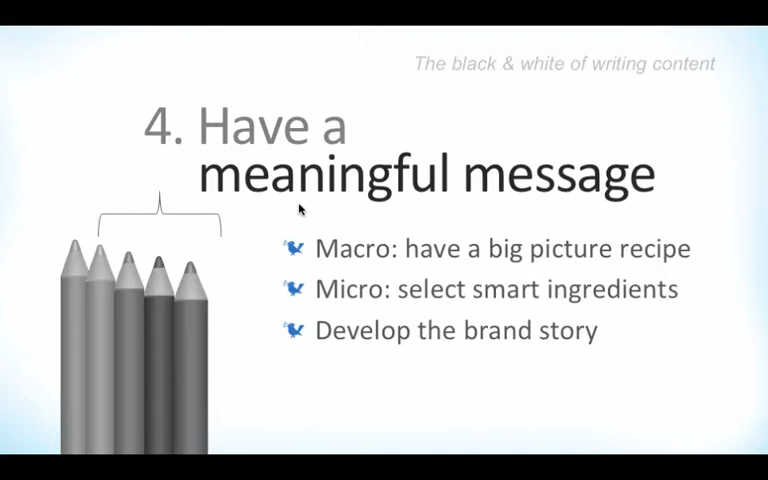 The black & white of writing content
4. Have a
meaningful message
Macro: have a big picture recipe
Micro: select smart ingredients
Develop the brand story